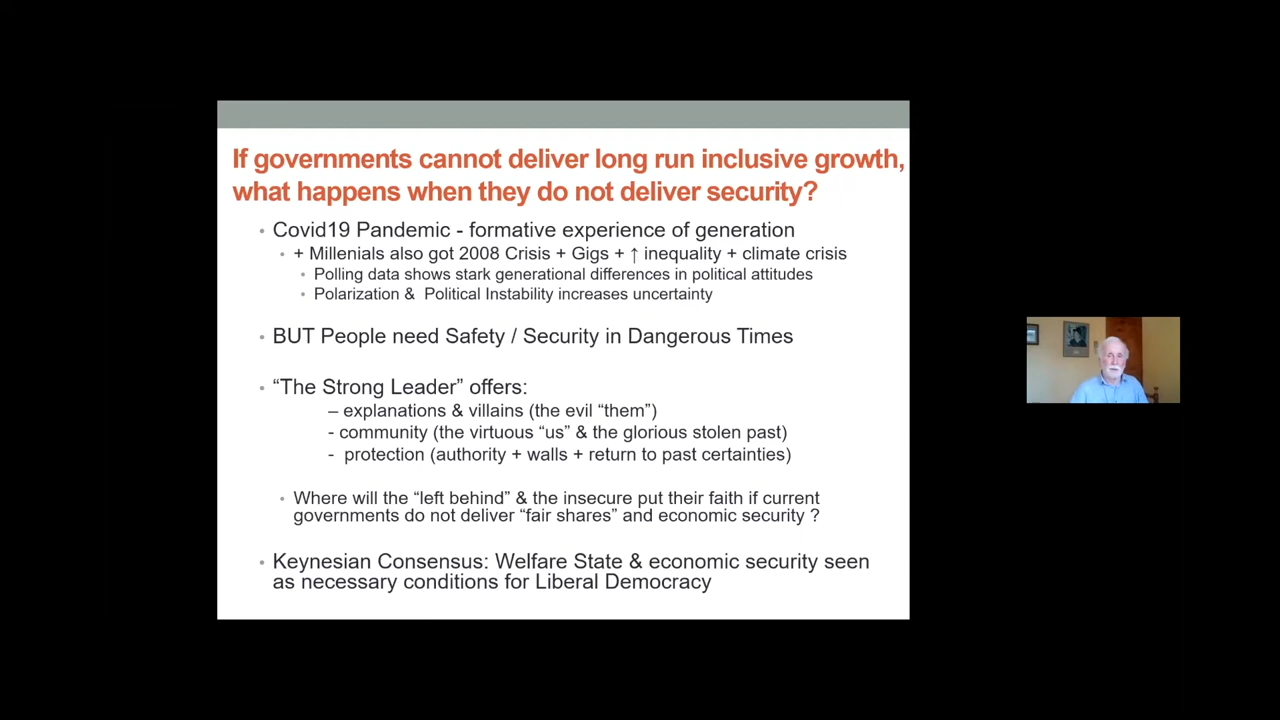 If governments cannot deliver long run inclusive growth,
what happens when they do not deliver security?
• Covid19 Pandemic - formative experience of generation
• + Millenials also got 2008 Crisis + Gigs + ↑ inequality + climate crisis
• Polling data shows stark generational differences in political attitudes
• Polarization & Political Instability increases uncertainty
• BUT People need Safety / Security in Dangerous Times
• “The Strong Leader” offers:
– explanations & villains (the evil “them”)
- community (the virtuous “us” & the glorious stolen past)
- protection (authority + walls + return to past certainties)
• Where will the “left behind” & the insecure put their faith if current
governments do not deliver “fair shares” and economic security ?
• Keynesian Consensus: Welfare State & economic security seen
as necessary conditions for Liberal Democracy